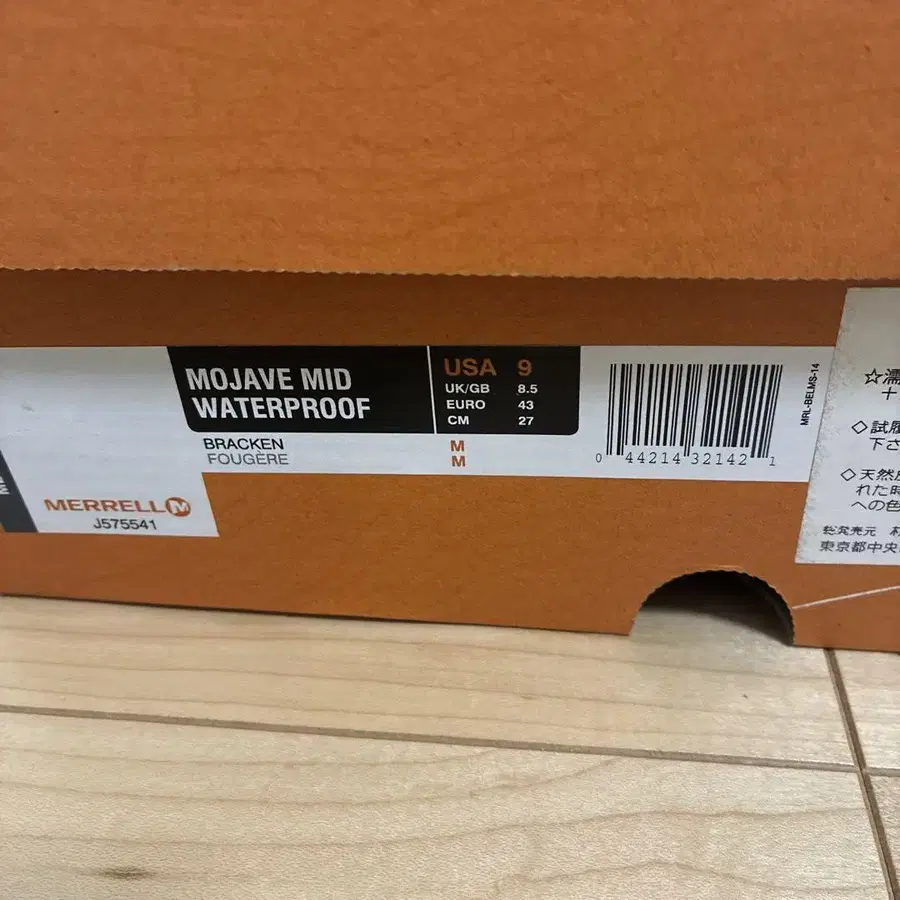 MOJAVE MID
WATERPROOF
BRACKEN
FOUGÈRE
USA 9
UK/GB 8.5
EURO 43
CM 27
M
M
0 44214 32142 1
MRL-BELMS-14
MERRELL M
J575541
☆濡
◇試履
下さ
◇天然皮
れた時
への色
総発売元
東京都中央